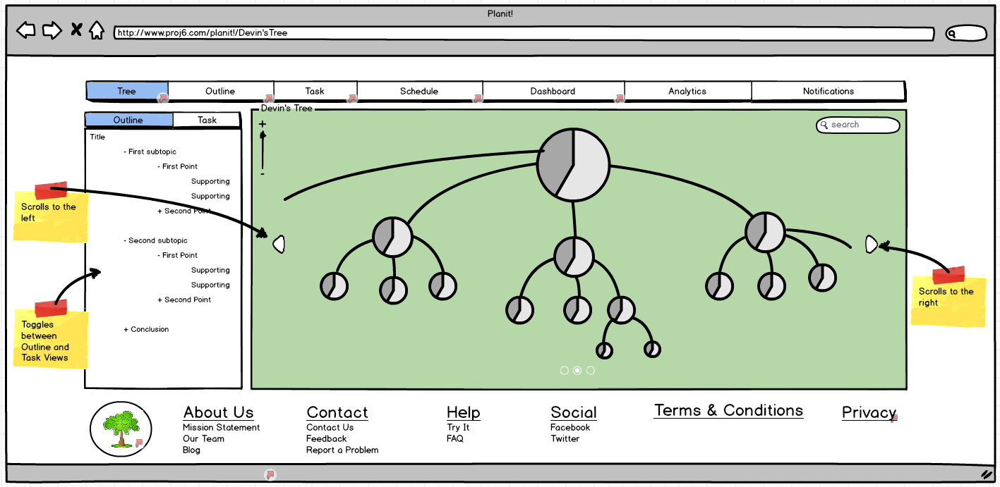 Planit!
http://www.proj6.com/planit!/Devin'sTree
Tree
Outline
Task
Schedule
Dashboard
Analytics
Notifications
Outline
Task
Title
- First subtopic
- First Point
Supporting
Supporting
+ Second Point
- Second subtopic
- First Point
Supporting
Supporting
+ Second Point
+ Conclusion
Devin's Tree
+
-
search
Scrolls to the
left
Toggles
between
Outline and
Task Views
Scrolls to the
right
About Us
Mission Statement
Our Team
Blog
Contact
Contact Us
Feedback
Report a Problem
Help
Try It
FAQ
Social
Facebook
Twitter
Terms & Conditions
Privacy